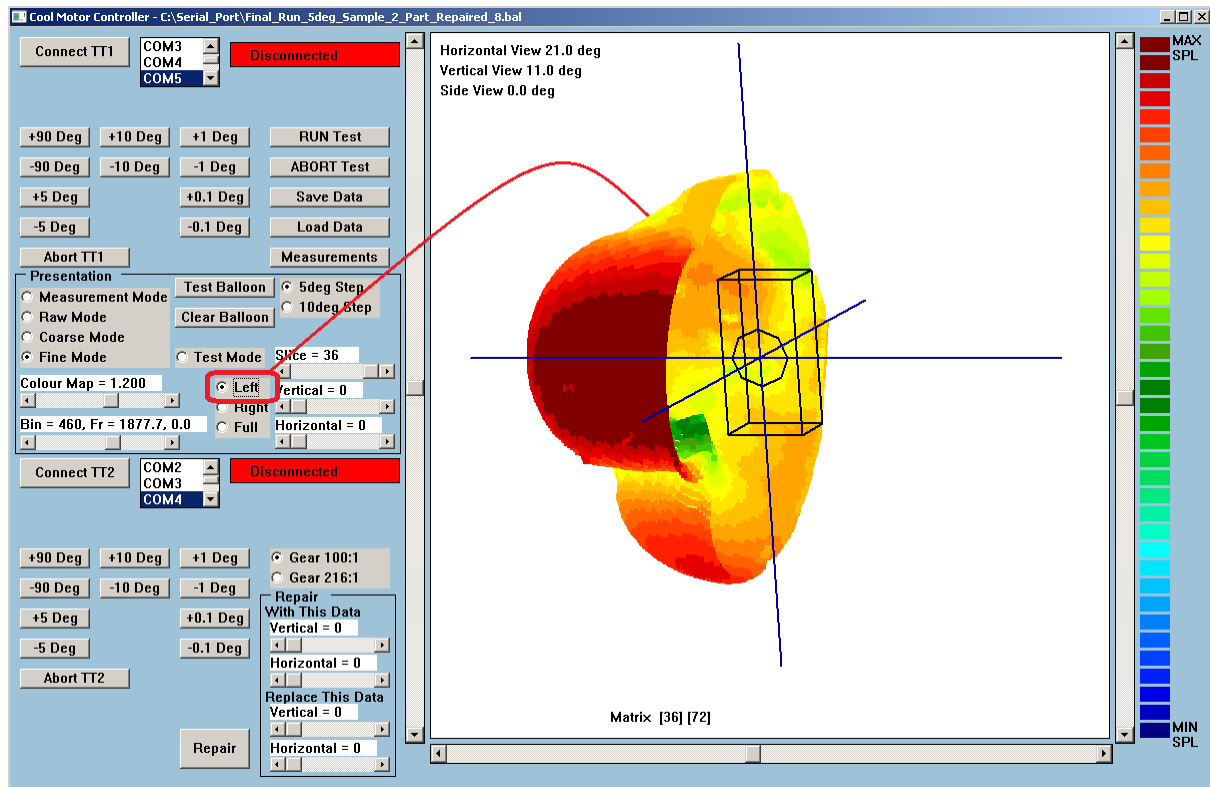 Cool Motor Controller - C:\Serial_Port\Final_Run_5deg_Sample_2_Part_Repaired_8.bal
Connect TT1
COM3
COM4
COM5
Disconnected
+90 Deg
+10 Deg
+1 Deg
RUN Test
-90 Deg
-10 Deg
-1 Deg
ABORT Test
+5 Deg
+0.1 Deg
Save Data
-5 Deg
-0.1 Deg
Load Data
Abort TT1
Measurements
Presentation
Measurement Mode
Raw Mode
Coarse Mode
Fine Mode
Test Balloon
Clear Balloon
5deg Step
10deg Step
Test Mode
Slice = 36
Colour Map = 1.200
Left
Right
Full
Vertical = 0
Horizontal = 0
Bin = 460, Fr = 1877.7, 0.0
Connect TT2
COM2
COM3
COM4
Disconnected
+90 Deg
+10 Deg
+1 Deg
-90 Deg
-10 Deg
-1 Deg
+5 Deg
+0.1 Deg
-5 Deg
-0.1 Deg
Abort TT2
Gear 100:1
Gear 216:1
Repair
With This Data
Vertical = 0
Horizontal = 0
Replace This Data
Vertical = 0
Horizontal = 0
Repair
Horizontal View 21.0 deg
Vertical View 11.0 deg
Side View 0.0 deg
Matrix [36] [72]
MAX
SPL
MIN
SPL